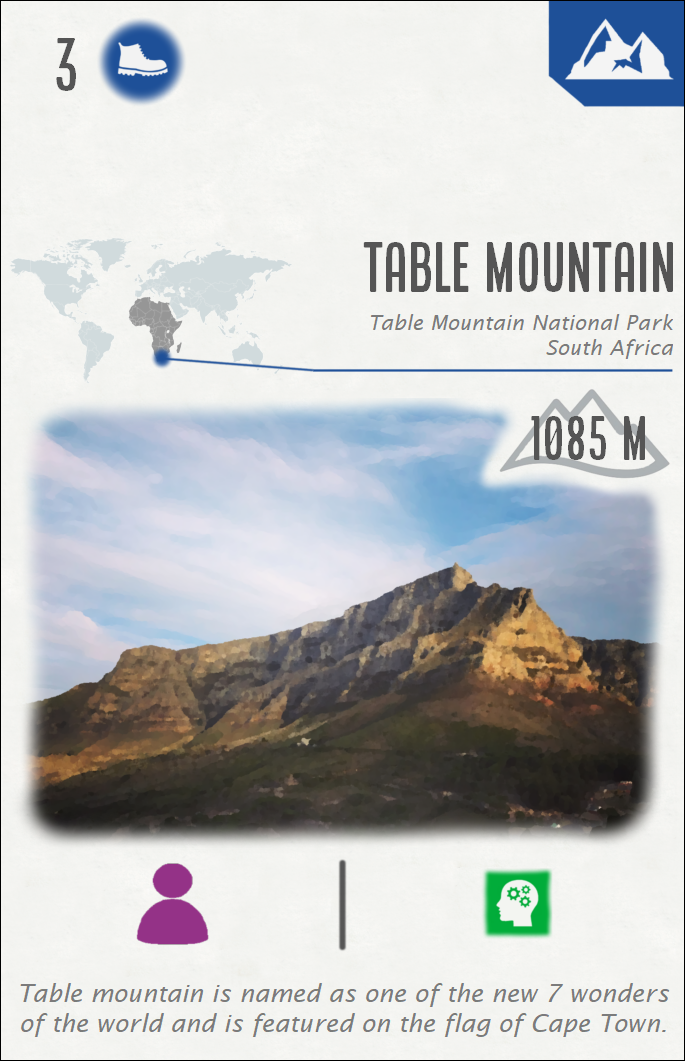 3
TABLE MOUNTAIN
Table Mountain National Park
South Africa
1085 M
Table mountain is named as one of the new 7 wonders
of the world and is featured on the flag of Cape Town.